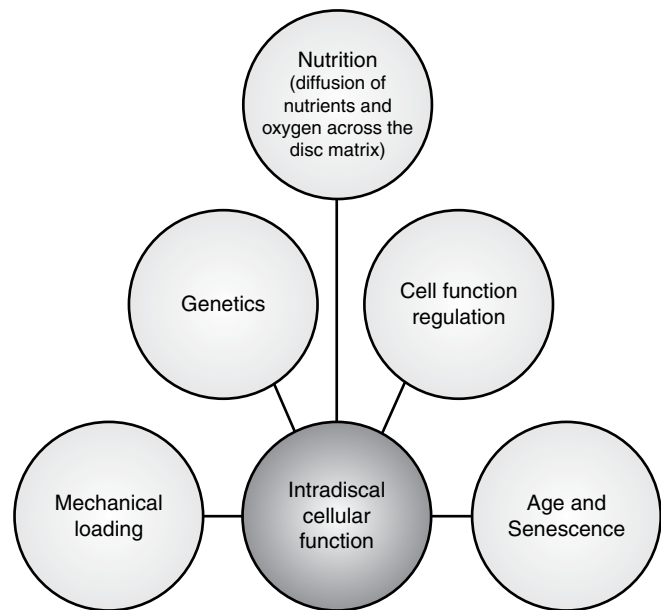 Nutrition
(diffusion of
nutrients and
oxygen across the
disc matrix)
Genetics
Cell function
regulation
Mechanical
loading
Intradiscal
cellular
function
Age and
Senescence